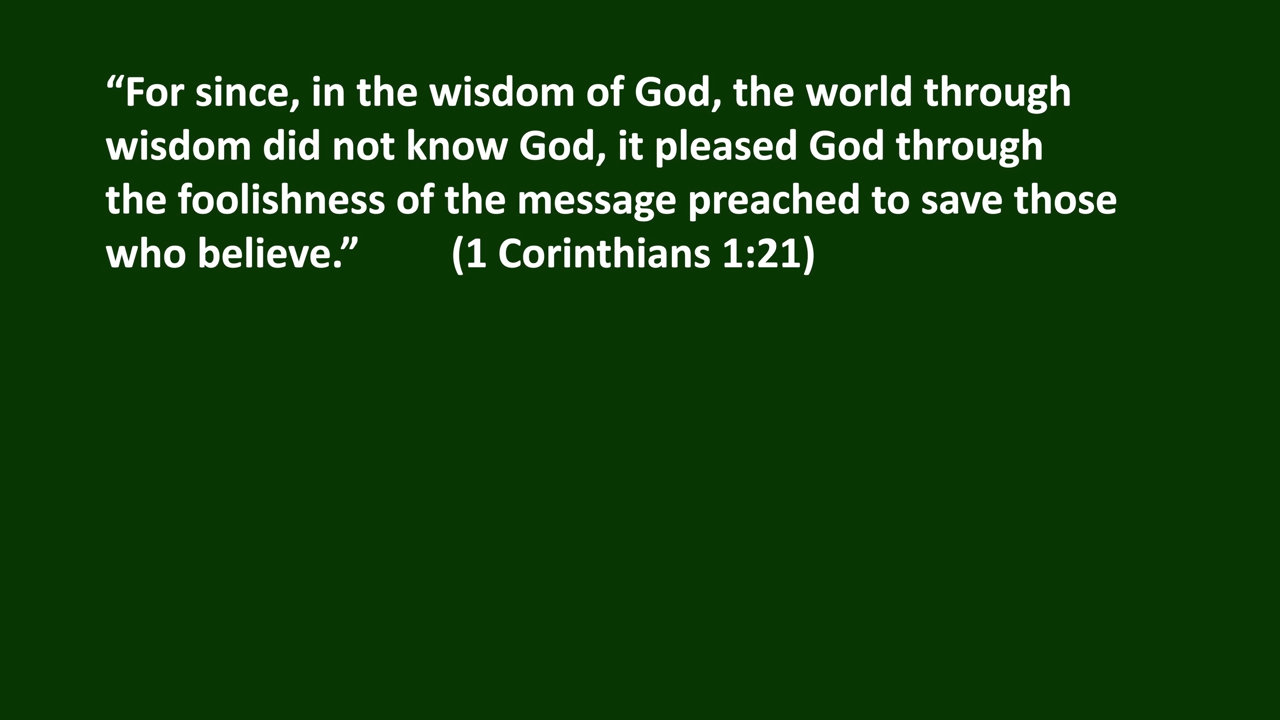 “For since, in the wisdom of God, the world through
wisdom did not know God, it pleased God through
the foolishness of the message preached to save those
who believe.” (1 Corinthians 1:21)